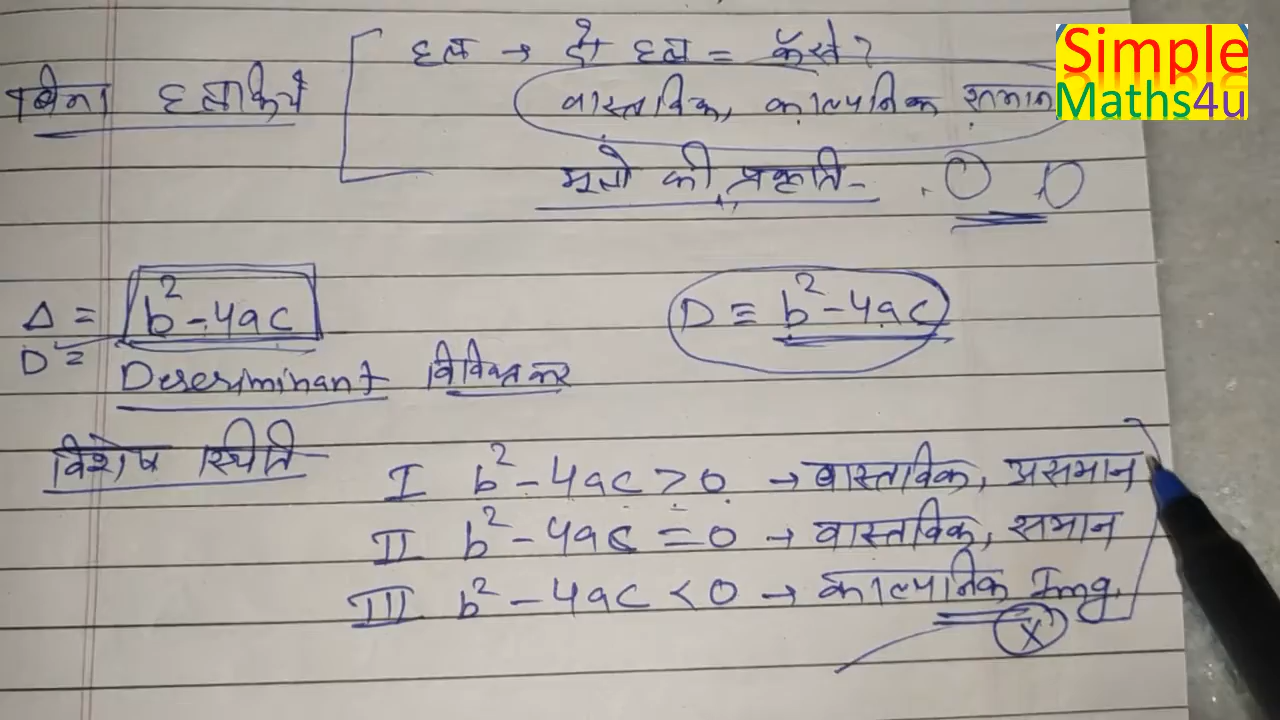 हल → दो हल = कैसे?
बिना हल किये
वास्तविक, काल्पनिक समान
Simple
Maths4u
मूलो की प्रकृति-
Δ = b²-4ac
D =
D = b²-4ac
Descriminant विविक्तकर
विशेष स्थिति-
I b²-4ac > 0 → वास्तविक, असमान
II b²-4ac = 0 → वास्तविक, समान
III b²-4ac < 0 → काल्पनिक Img.
X